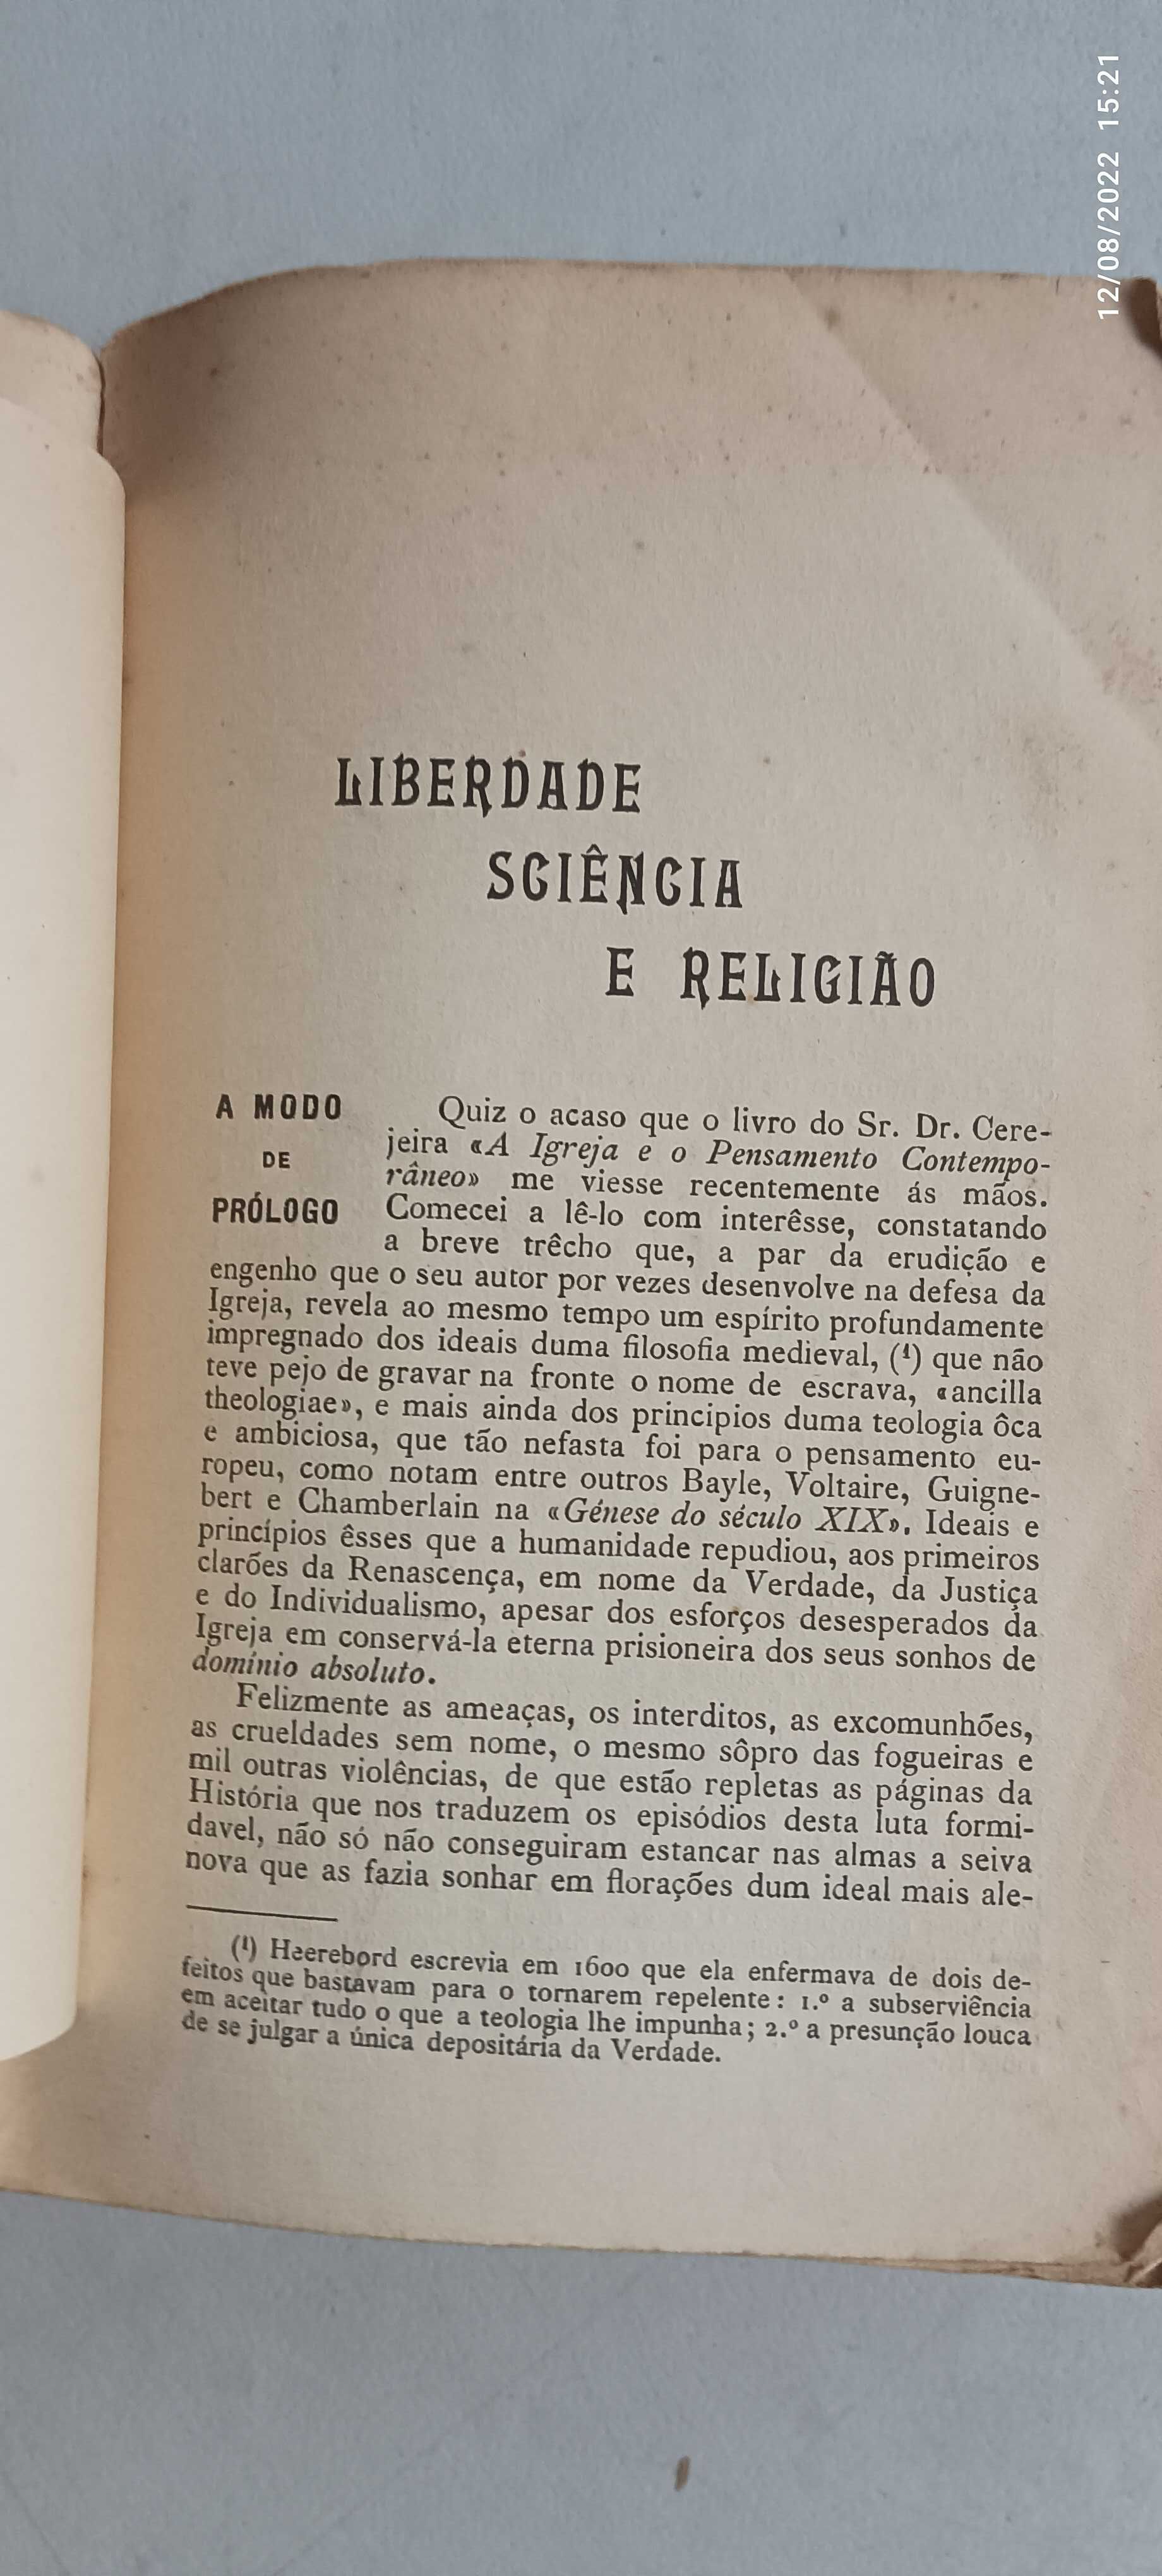 12/08/2022 15:21
LIBERDADE
SCIÊNCIA
E RELIGIÃO
A MODO
DE
PRÓLOGO
Quiz o acaso que o livro do Sr. Dr. Cere-
jeira «A Igreja e o Pensamento Contempo-
râneo» me viesse recentemente ás mãos.
Comecei a lê-lo com interêsse, constatando
a breve trêcho que, a par da erudição e
engenho que o seu autor por vezes desenvolve na defesa da
Igreja, revela ao mesmo tempo um espírito profundamente
impregnado dos ideais duma filosofia medieval, (¹) que não
teve pejo de gravar na fronte o nome de escrava, «ancilla
theologiae», e mais ainda dos principios duma teologia ôca
e ambiciosa, que tão nefasta foi para o pensamento eu-
ropeu, como notam entre outros Bayle, Voltaire, Guigne-
bert e Chamberlain na «Génese do século XIX». Ideais e
princípios êsses que a humanidade repudiou, aos primeiros
clarões da Renascença, em nome da Verdade, da Justiça
e do Individualismo, apesar dos esforços desesperados da
Igreja em conservá-la eterna prisioneira dos seus sonhos de
domínio absoluto.
Felizmente as ameaças, os interditos, as excomunhões,
as crueldades sem nome, o mesmo sôpro das fogueiras e
mil outras violências, de que estão repletas as páginas da
História que nos traduzem os episódios desta luta formi-
davel, não só não conseguiram estancar nas almas a seiva
nova que as fazia sonhar em florações dum ideal mais ale-
(¹) Heerebord escrevia em 1600 que ela enfermava de dois de-
feitos que bastavam para o tornarem repelente: 1.º a subserviência
em aceitar tudo o que a teologia lhe impunha; 2.º a presunção louca
de se julgar a única depositária da Verdade.